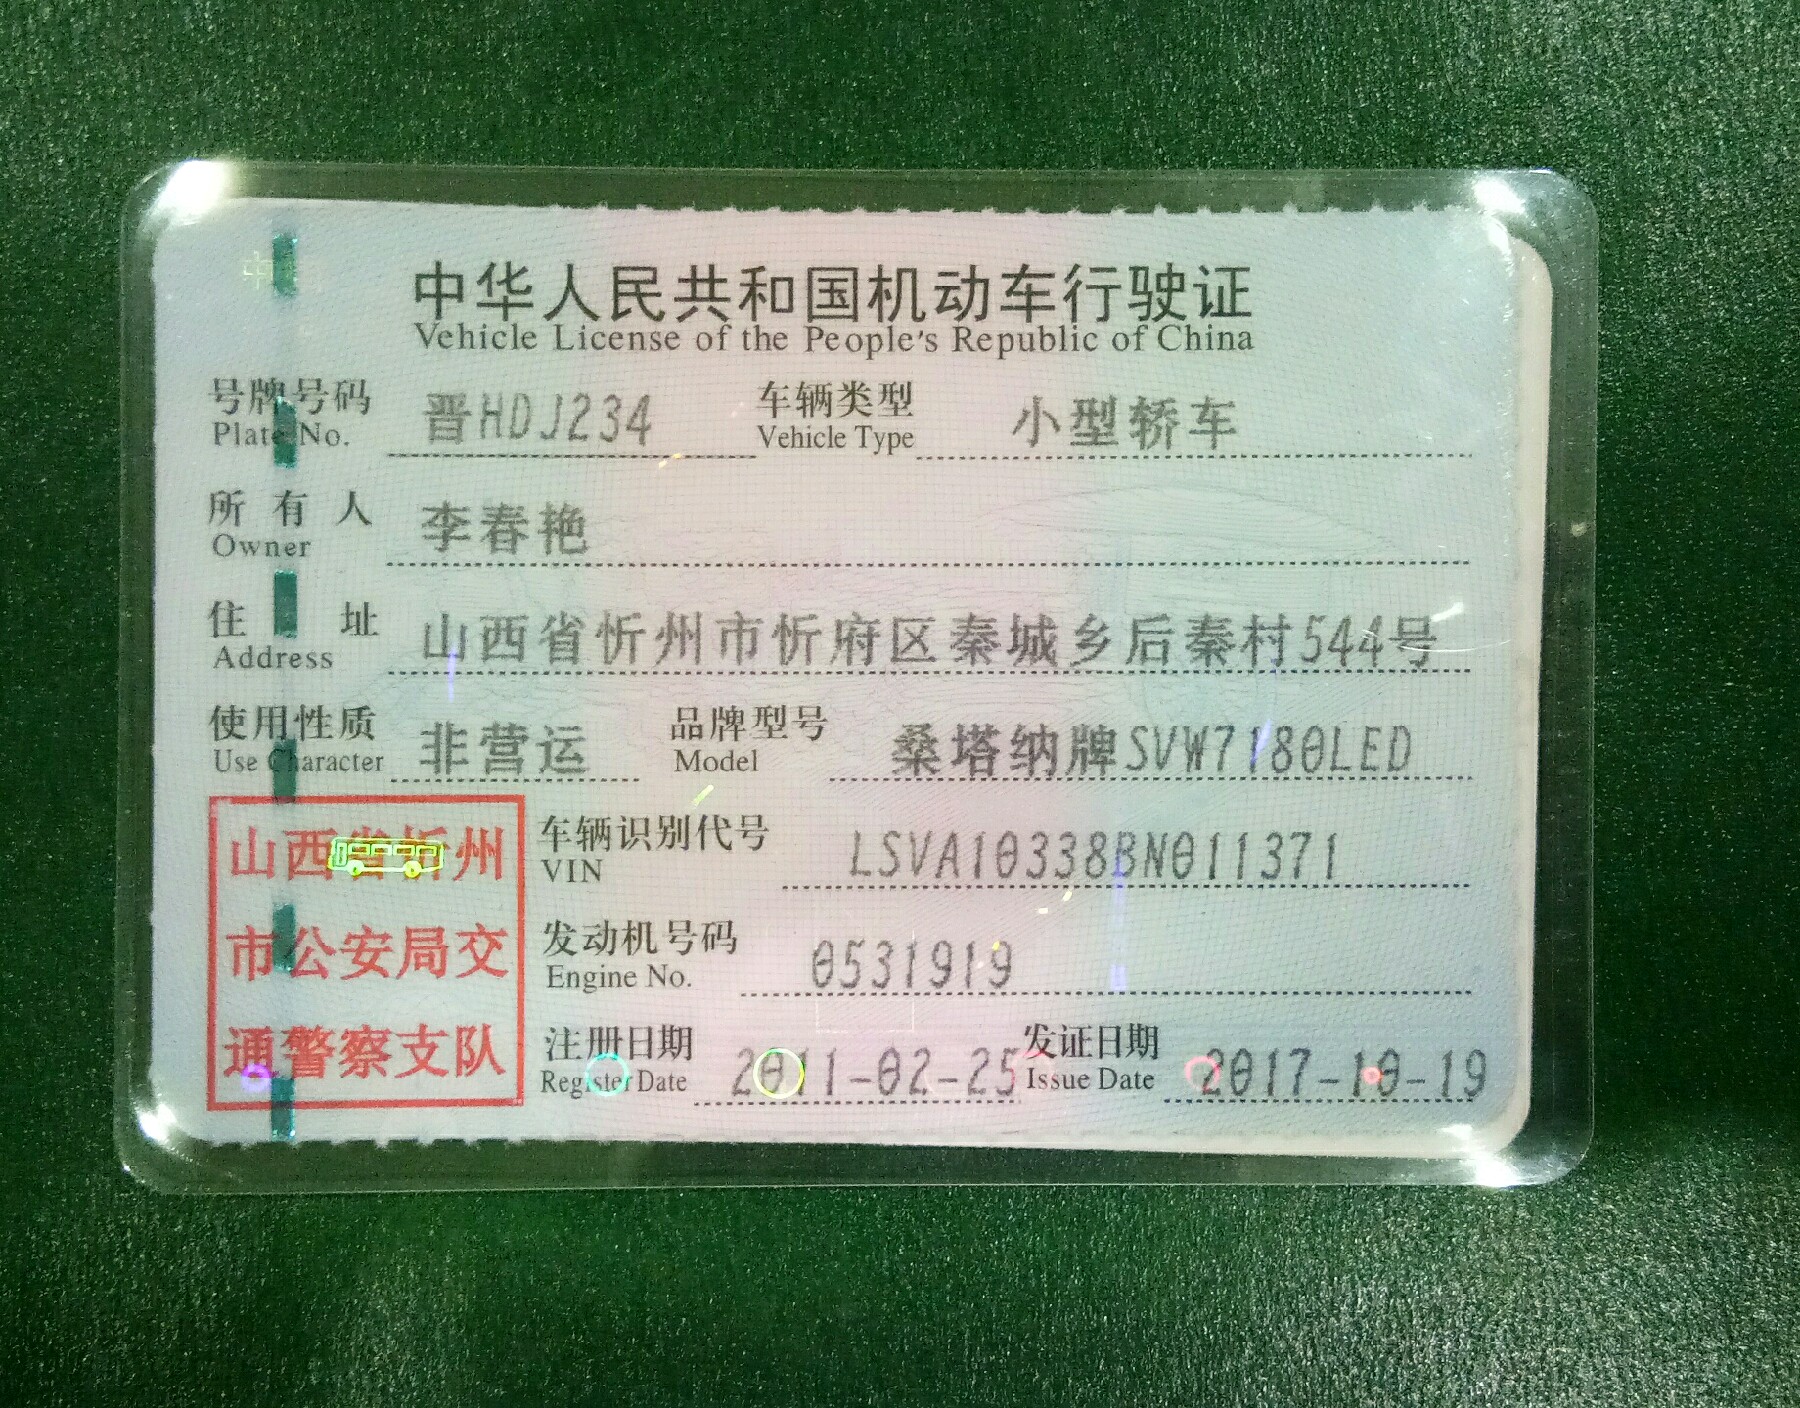 中华人民共和国机动车行驶证
Vehicle License of the People's Republic of China
号牌号码 晋HDJ234 车辆类型 小型轿车
Plate No. Vehicle Type
所有人 李春艳
Owner
住址 山西省忻州市忻府区秦城乡后秦村544号
Address
使用性质 非营运 品牌型号 桑塔纳牌SVW7180LED
Use Character Model
山西省忻州
市公安局交
通警察支队
车辆识别代号 LSVA10338BN011371
VIN
发动机号码 0531919
Engine No.
注册日期 2011-02-25 发证日期 2017-10-19
Register Date Issue Date